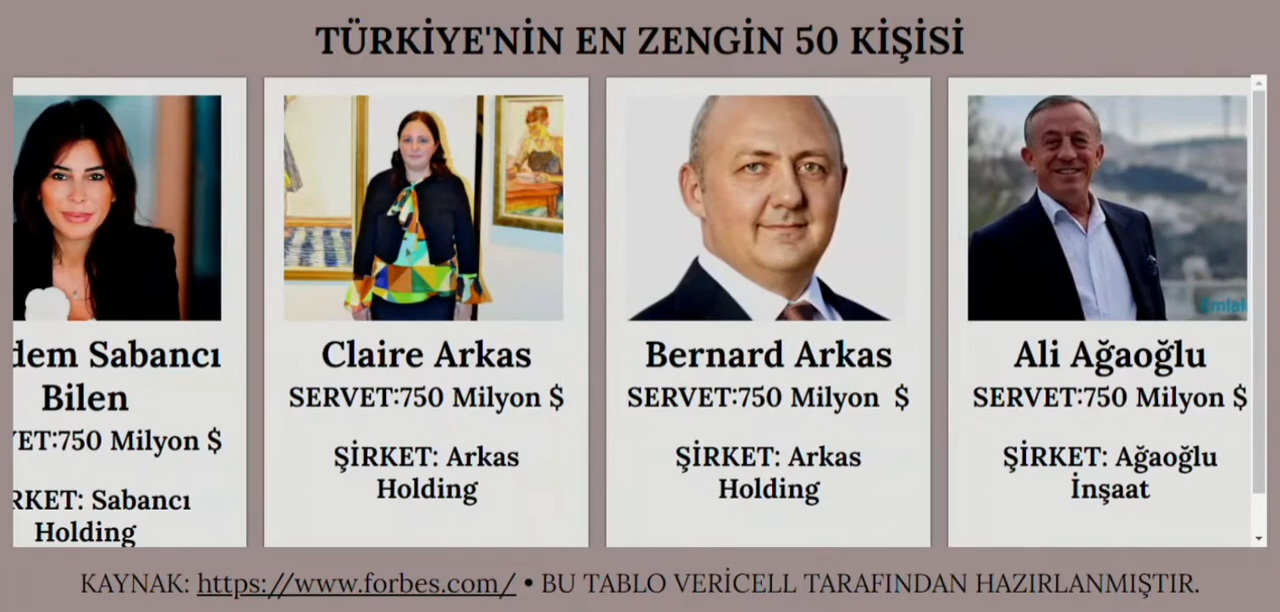 TÜRKİYE'NİN EN ZENGİN 50 KİŞİSİ
dem Sabancı
Bilen
ET:750 Milyon $
RKET: Sabancı
Holding
Claire Arkas
SERVET:750 Milyon $
ŞİRKET: Arkas
Holding
Bernard Arkas
SERVET:750 Milyon $
ŞİRKET: Arkas
Holding
Ali Ağaoğlu
SERVET:750 Milyon $
ŞİRKET: Ağaoğlu
İnşaat
KAYNAK: https://www.forbes.com/ • BU TABLO VERİCELL TARAFINDAN HAZIRLANMIŞTIR.